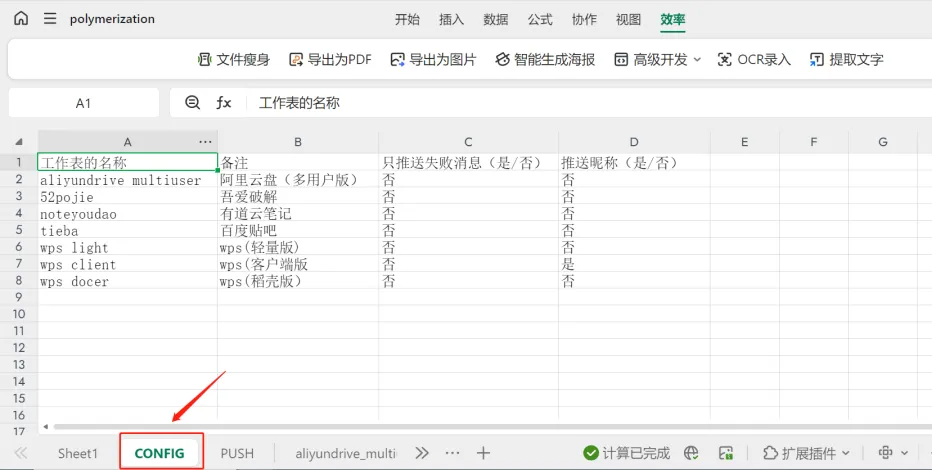 polymerization 开始 插入 数据 公式 协作 视图 效率
文件瘦身 导出为PDF 导出为图片 智能生成海报 高级开发 OCR录入 提取文字
A1 fx 工作表的名称
A ... B C D E F G
1 工作表的名称 备注 只推送失败消息（是/否） 推送昵称（是/否）
2 aliyundrive multiuser 阿里云盘（多用户版） 否 否
3 52pojie 吾爱破解 否 否
4 noteyoudao 有道云笔记 否 否
5 tieba 百度贴吧 否 否
6 wps light wps(轻量版) 否 否
7 wps client wps(客户端版 否 是
8 wps docer wps(稻壳版） 否 否
9
10
11
12
13
14
15
16
17
Sheet1 CONFIG PUSH aliyundrive_multi ... 计算已完成 扩展插件